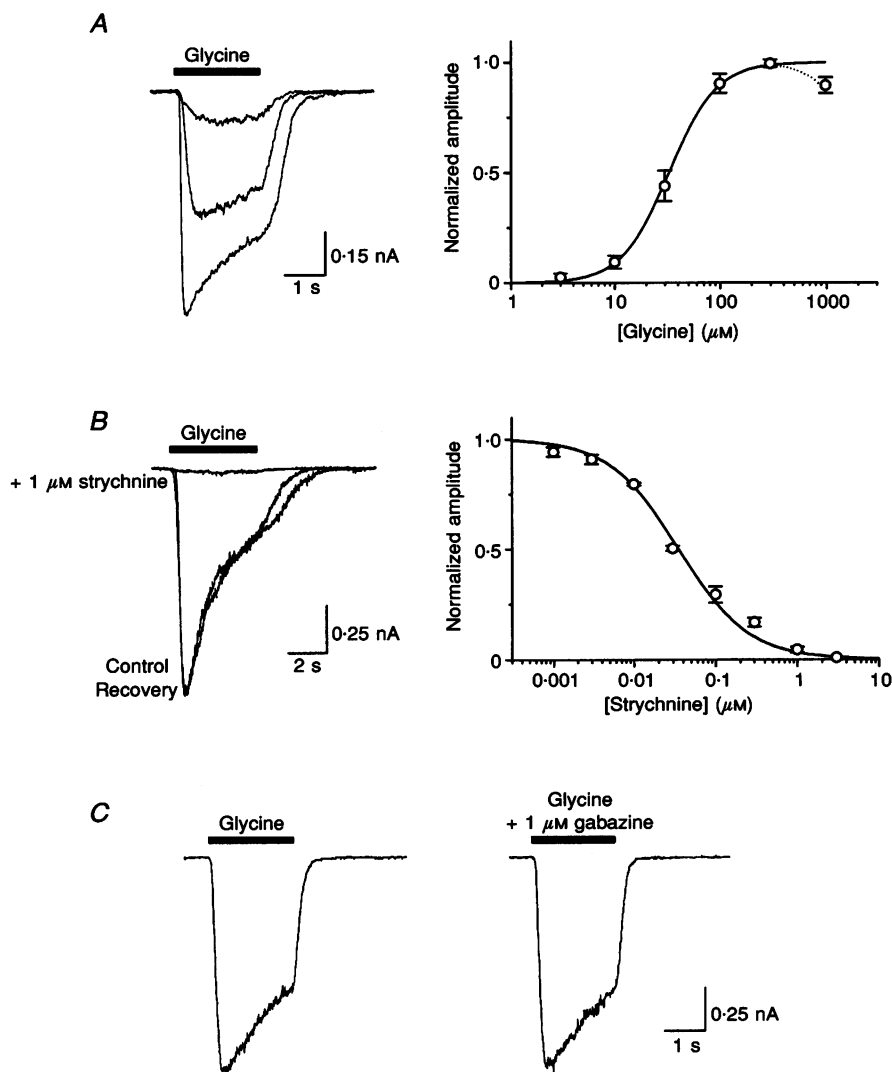 A
Glycine
0·15 nA
1 s
Normalized amplitude
1·0
0·5
0
1
10
100
1000
[Glycine] (μM)
B
Glycine
+ 1 μM strychnine
Control
Recovery
0·25 nA
2 s
Normalized amplitude
1·0
0·5
0
0·001
0·01
0·1
1
10
[Strychnine] (μM)
C
Glycine
Glycine
+ 1 μM gabazine
0·25 nA
1 s